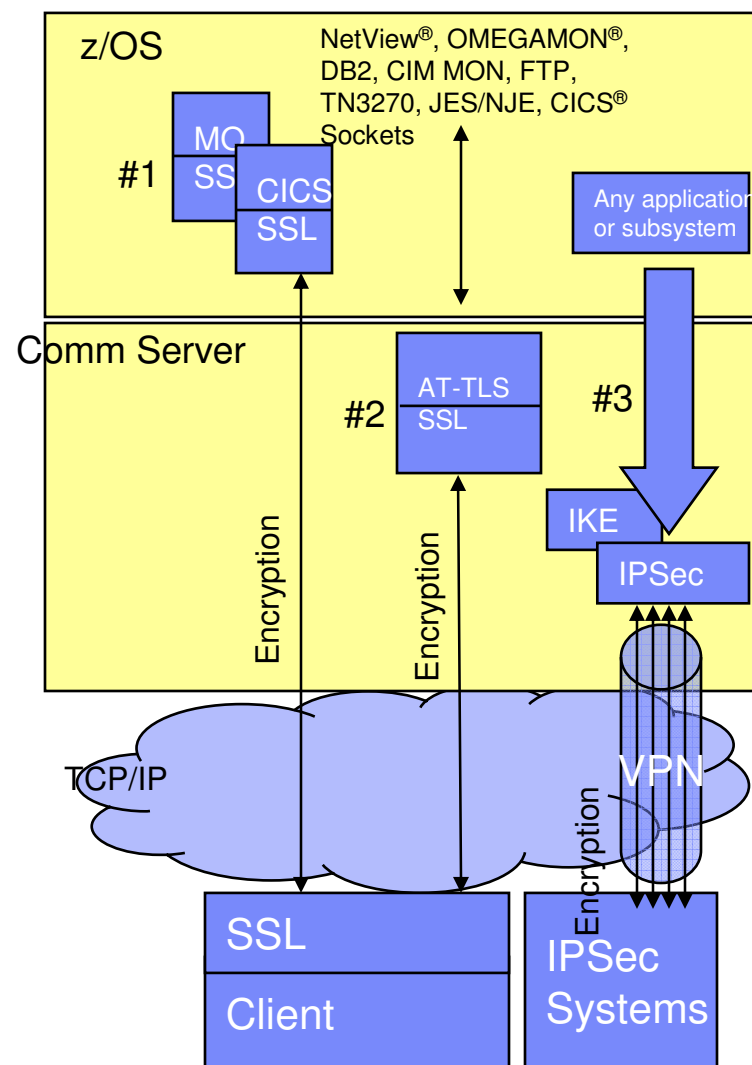 z/OS
NetView®, OMEGAMON®,
DB2, CIM MON, FTP,
TN3270, JES/NJE, CICS®
Sockets
#1
MQ
SS
CICS
SSL
Any application
or subsystem
Comm Server
#2
AT-TLS
SSL
#3
IKE
IPSec
Encryption
Encryption
TCP/IP
VPN
Encryption
SSL
Client
IPSec
Systems